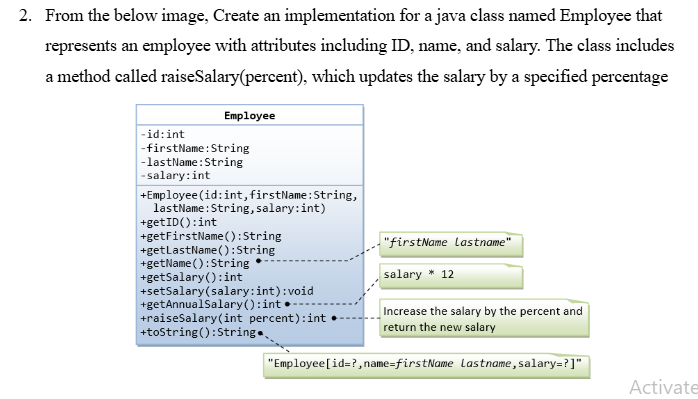 2. From the below image, Create an implementation for a java class named Employee that
represents an employee with attributes including ID, name, and salary. The class includes
a method called raiseSalary(percent), which updates the salary by a specified percentage
Employee
-id:int
-firstName:String
-lastName:String
-salary:int
+Employee(id:int,firstName:String,
lastName:String,salary:int)
+getID():int
+getFirstName():String
+getLastName():String
+getName():String
+getSalary():int
+setSalary(salary:int):void
+getAnnualSalary():int
+raiseSalary(int percent):int
+toString():String
"firstName lastname"
salary * 12
Increase the salary by the percent and
return the new salary
"Employee[id=?,name=firstName lastname,salary=?]"
Activate